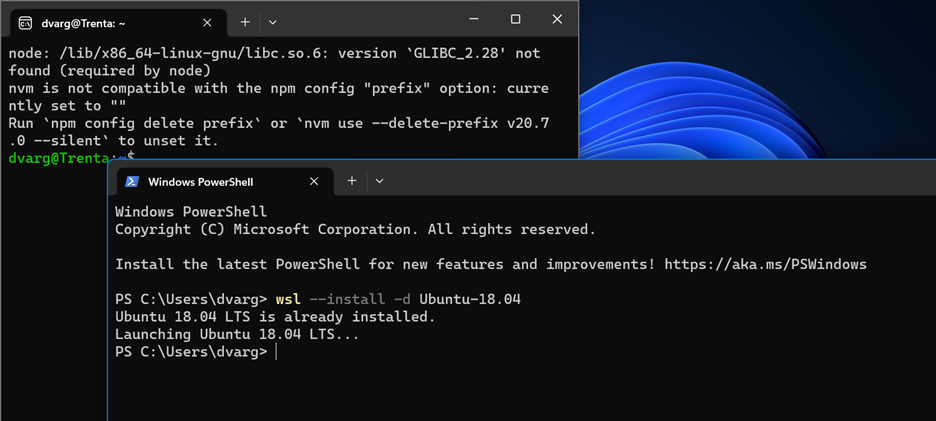 dvarg@Trenta: ~
node: /lib/x86_64-linux-gnu/libc.so.6: version `GLIBC_2.28' not
found (required by node)
nvm is not compatible with the npm config "prefix" option: curre
ntly set to ""
Run `npm config delete prefix` or `nvm use --delete-prefix v20.7
.0 --silent` to unset it.
dvarg@Trenta:~$
Windows PowerShell
Windows PowerShell
Copyright (C) Microsoft Corporation. All rights reserved.
Install the latest PowerShell for new features and improvements! https://aka.ms/PSWindows
PS C:\Users\dvarg> wsl --install -d Ubuntu-18.04
Ubuntu 18.04 LTS is already installed.
Launching Ubuntu 18.04 LTS...
PS C:\Users\dvarg>